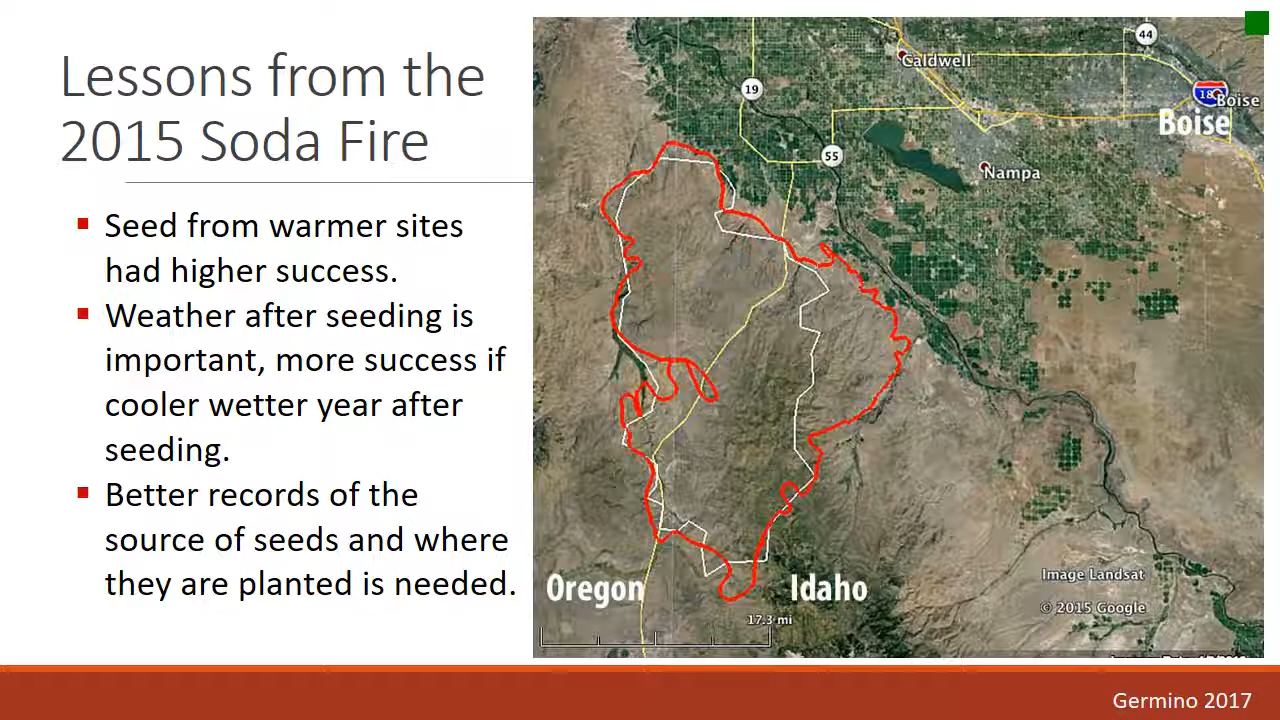 Lessons from the
2015 Soda Fire
Seed from warmer sites
had higher success.
Weather after seeding is
important, more success if
cooler wetter year after
seeding.
Better records of the
source of seeds and where
they are planted is needed.
44
Caldwell
19
Boise
Boise
55
Nampa
Oregon
Idaho
Image Landsat
© 2015 Google
17.3 mi
Germino 2017